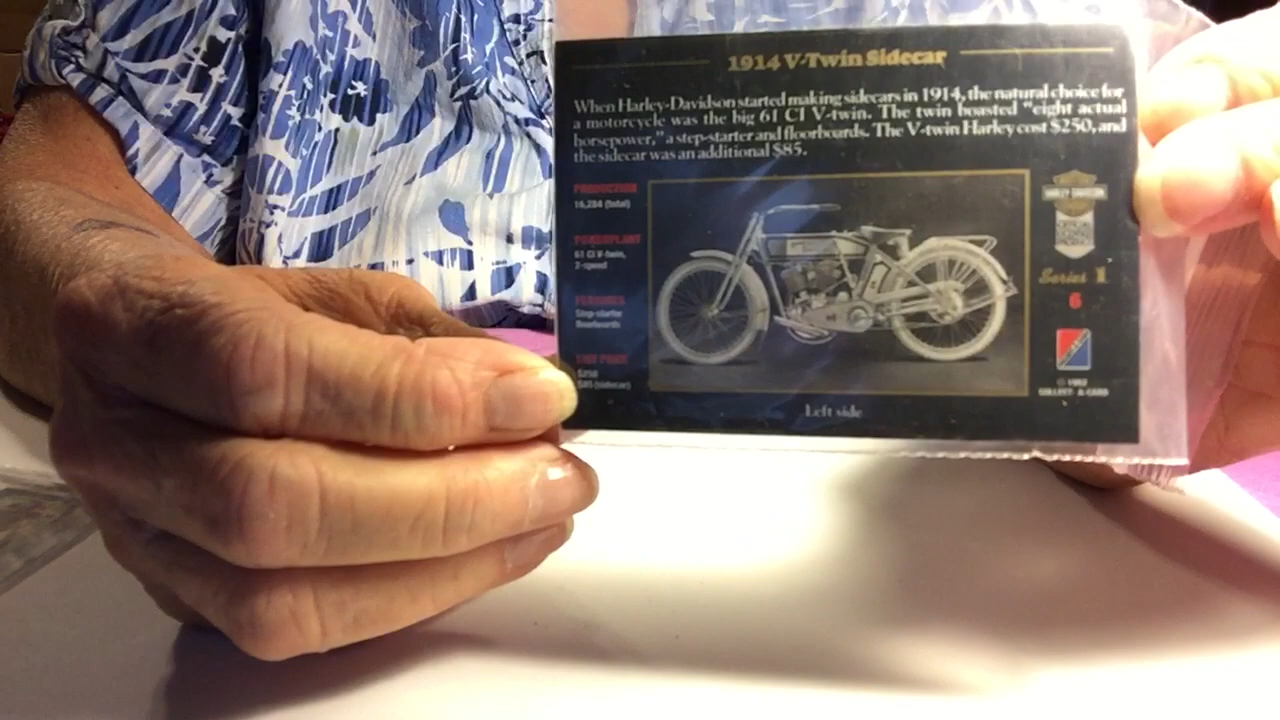 1914 V-Twin Sidecar
When Harley-Davidson started making sidecars in 1914, the natural choice for
a motorcycle was the big 61 CI V-twin. The twin boasted "eight actual
horsepower," a step-starter and floorboards. The V-twin Harley cost $250, and
the sidecar was an additional $85.
PRODUCTION
16,284 (total)
POWERPLANT
61 CI V-twin,
2-speed
FEATURES
Step-starter
floorboards
$250
$85 (sidecar)
HARLEY-DAVIDSON
Series 1
6
© 1992
COLLECT-A-CARD
Left side